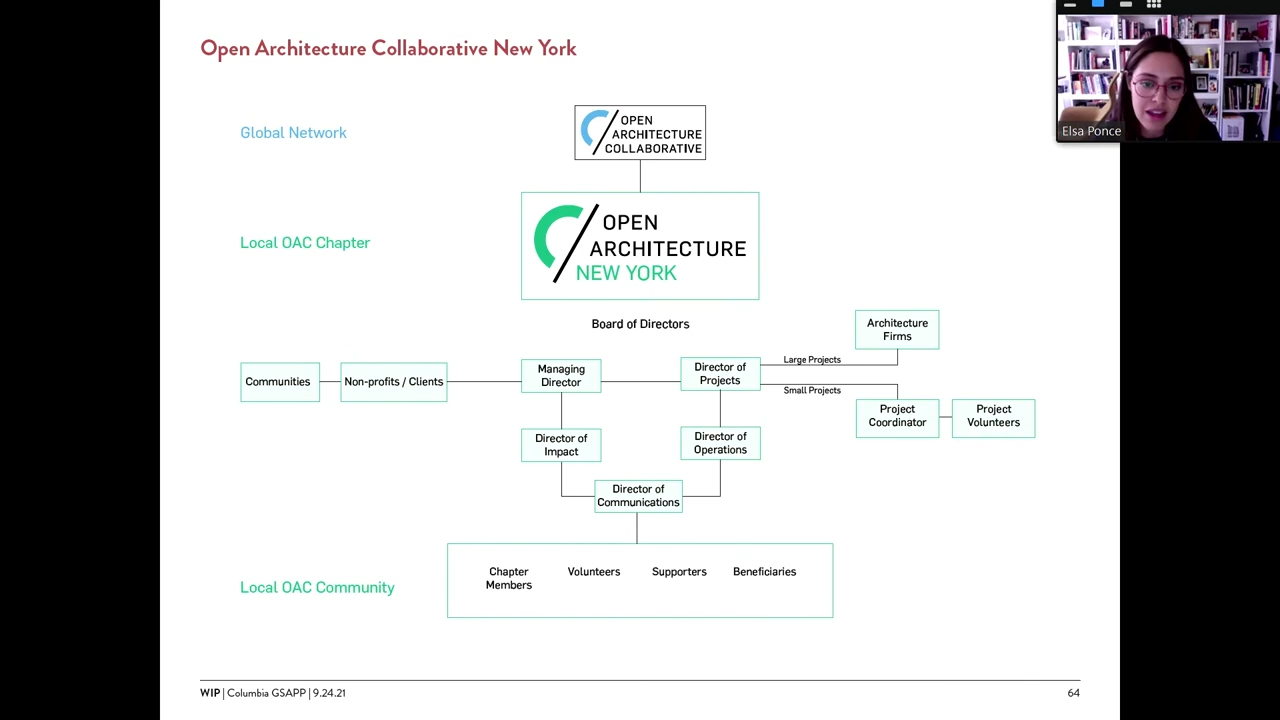 Open Architecture Collaborative New York
Elsa Ponce
Global Network
OPEN
ARCHITECTURE
COLLABORATIVE
Local OAC Chapter
OPEN
ARCHITECTURE
NEW YORK
Board of Directors
Architecture
Firms
Large Projects
Communities
Non-profits / Clients
Managing
Director
Director of
Projects
Small Projects
Project
Coordinator
Project
Volunteers
Director of
Impact
Director of
Operations
Director of
Communications
Local OAC Community
Chapter
Members
Volunteers
Supporters
Beneficiaries
WIP | Columbia GSAPP | 9.24.21
64